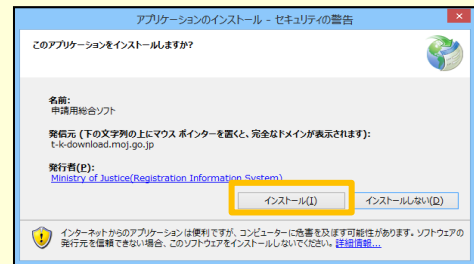 アプリケーションのインストール - セキュリティの警告
このアプリケーションをインストールしますか?
名前:
申請用総合ソフト
発信元 (下の文字列の上にマウス ポインターを置くと、完全なドメインが表示されます):
t-k-download.moj.go.jp
発行者(P):
Ministry of Justice(Registration Information System)
インストール(I)
インストールしない(D)
インターネットからのアプリケーションは便利ですが、コンピューターに危害を及ぼす可能性があります。ソフトウェアの
発行元を信頼できない場合、このソフトウェアをインストールしないでください。詳細情報...